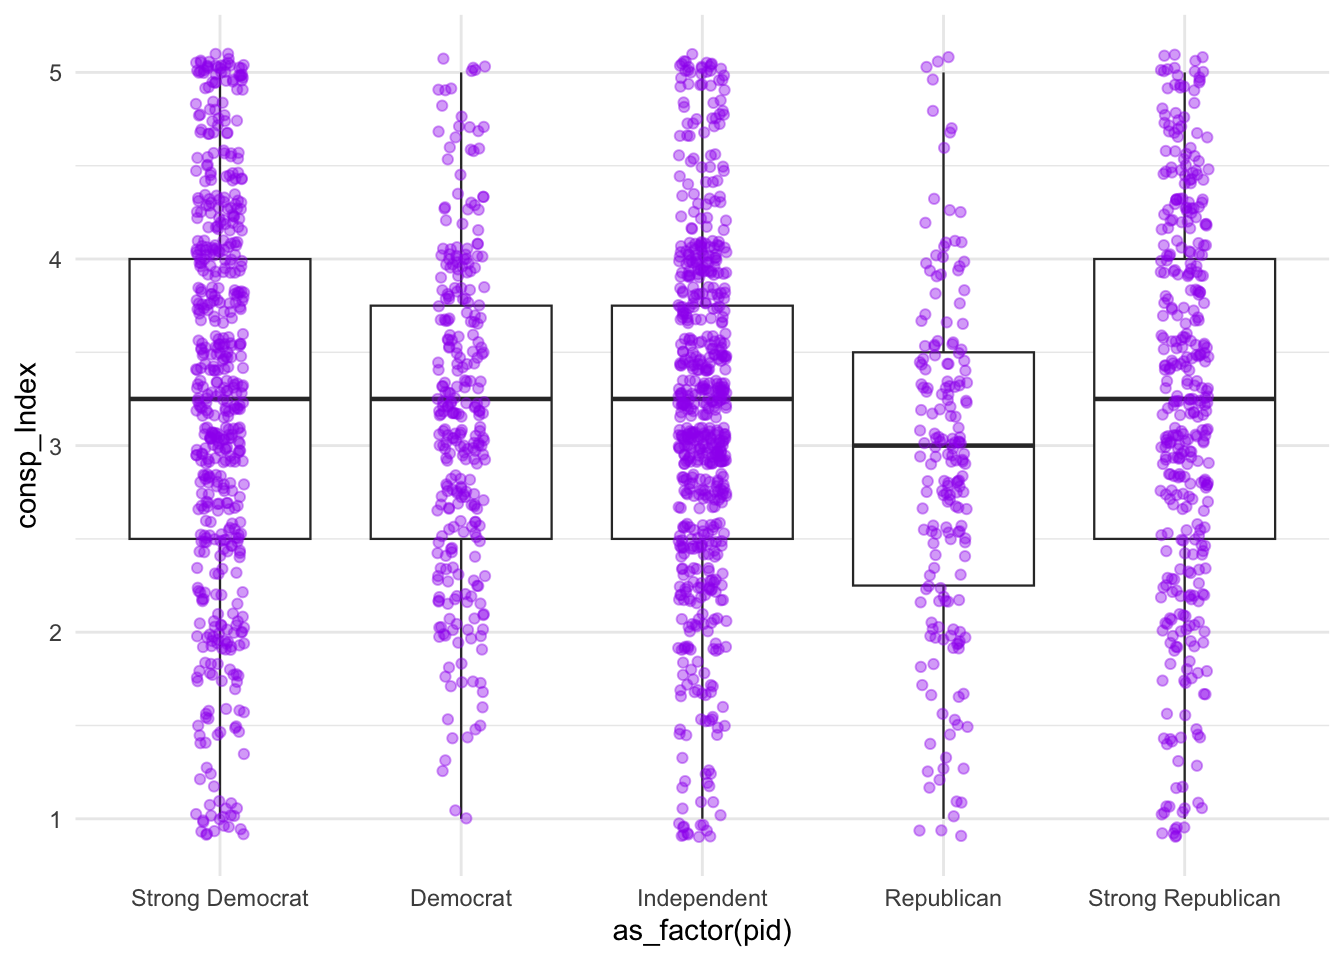 consp_Index
5
4
3
2
1
Strong Democrat Democrat Independent Republican Strong Republican
as_factor(pid)